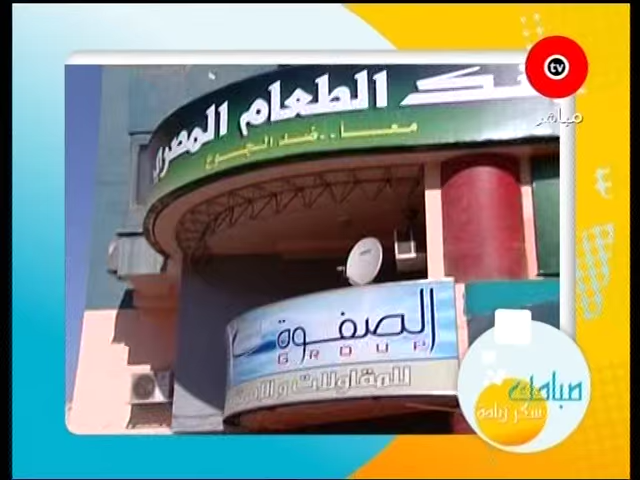 tv
مباشر
بنك الطعام المصري
معا .. ضد الجوع
الصفوة
GROUP
للمقاولات و
صباحك
سكر زيادة